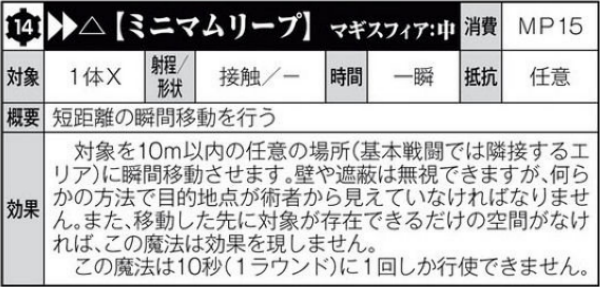 14 ▶▶△【ミニマムリープ】 マギスフィア:中 消費 MP15
対象 1体X 射程/形状 接触/― 時間 一瞬 抵抗 任意
概要 短距離の瞬間移動を行う
効果
対象を10m以内の任意の場所(基本戦闘では隣接するエ
リア)に瞬間移動させます。壁や遮蔽は無視できますが、何ら
かの方法で目的地点が術者から見えていなければなりませ
ん。また、移動した先に対象が存在できるだけの空間がなけ
れば、この魔法は効果を現しません。
この魔法は10秒(1ラウンド)に1回しか行使できません。